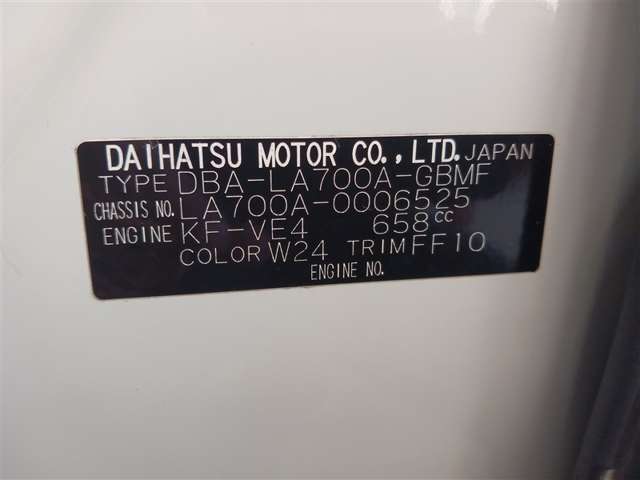 DAIHATSU MOTOR CO.,LTD. JAPAN
TYPE DBA-LA700A-GBMF
CHASSIS NO. LA700A-0006525
ENGINE KF-VE4 658cc
COLOR W24 TRIM FF10
ENGINE NO.